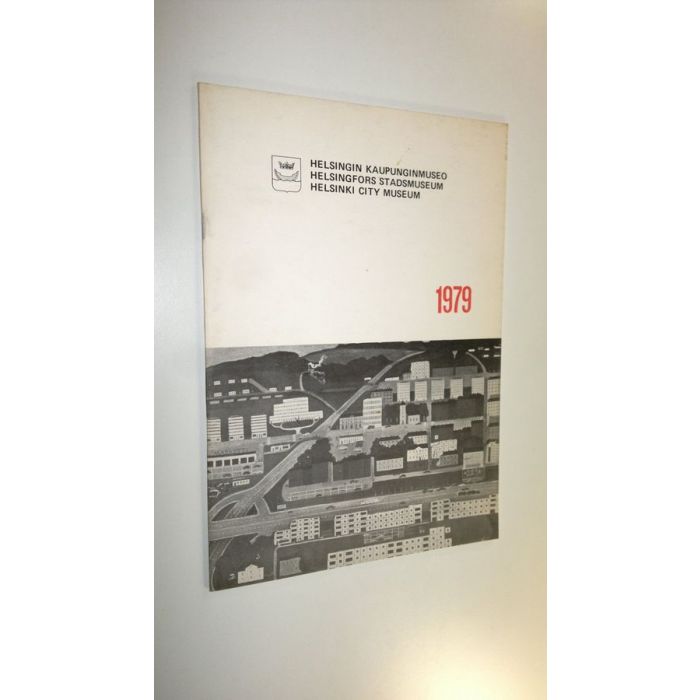 HELSINGIN KAUPUNGINMUSEO
HELSINGFORS STADSMUSEUM
HELSINKI CITY MUSEUM
1979